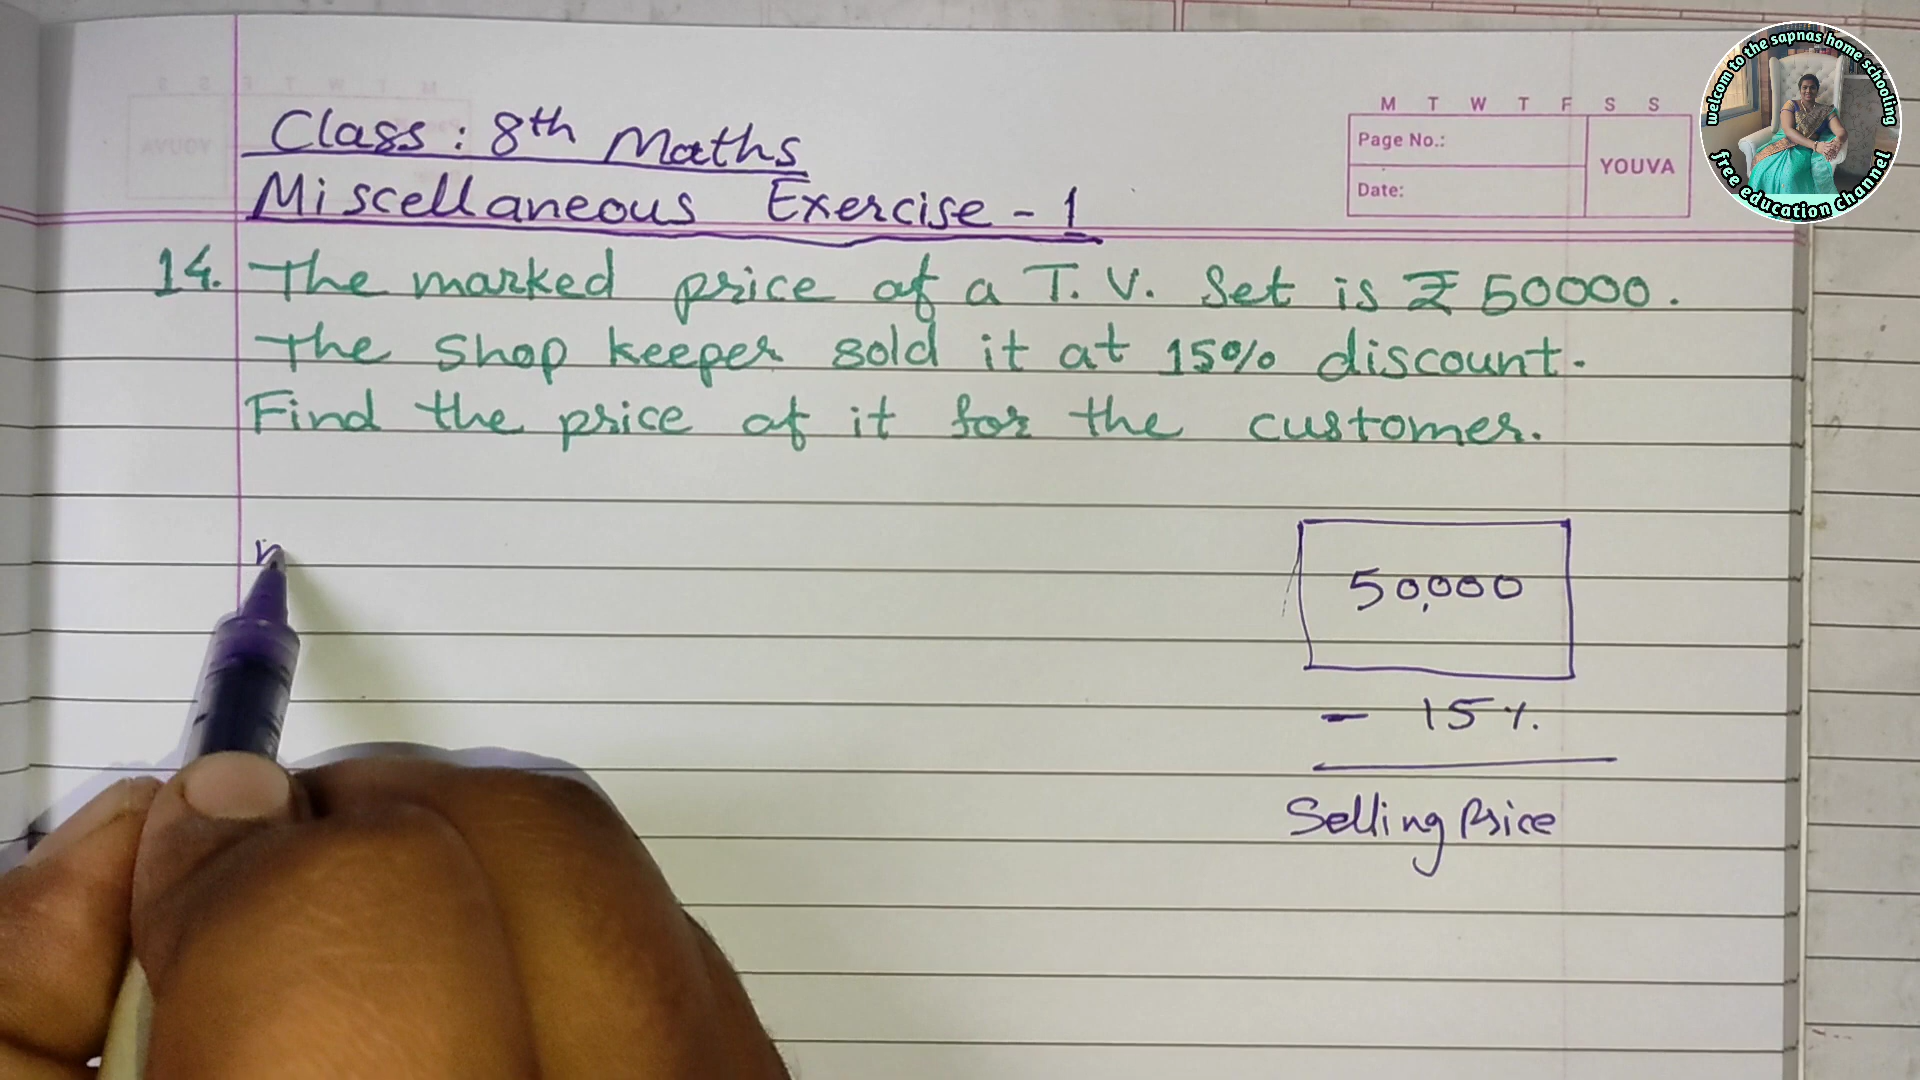 welcom to the sapnas home schooling
free education channel
M T W T F S S
Page No.:
Date:
YOUVA
Class: 8th Maths
Miscellaneous Exercise - 1
14. The marked price of a T. V. Set is ₹ 50000.
The shop keeper sold it at 15% discount.
Find the price of it for the customer.
50,000
- 15%
Selling Price